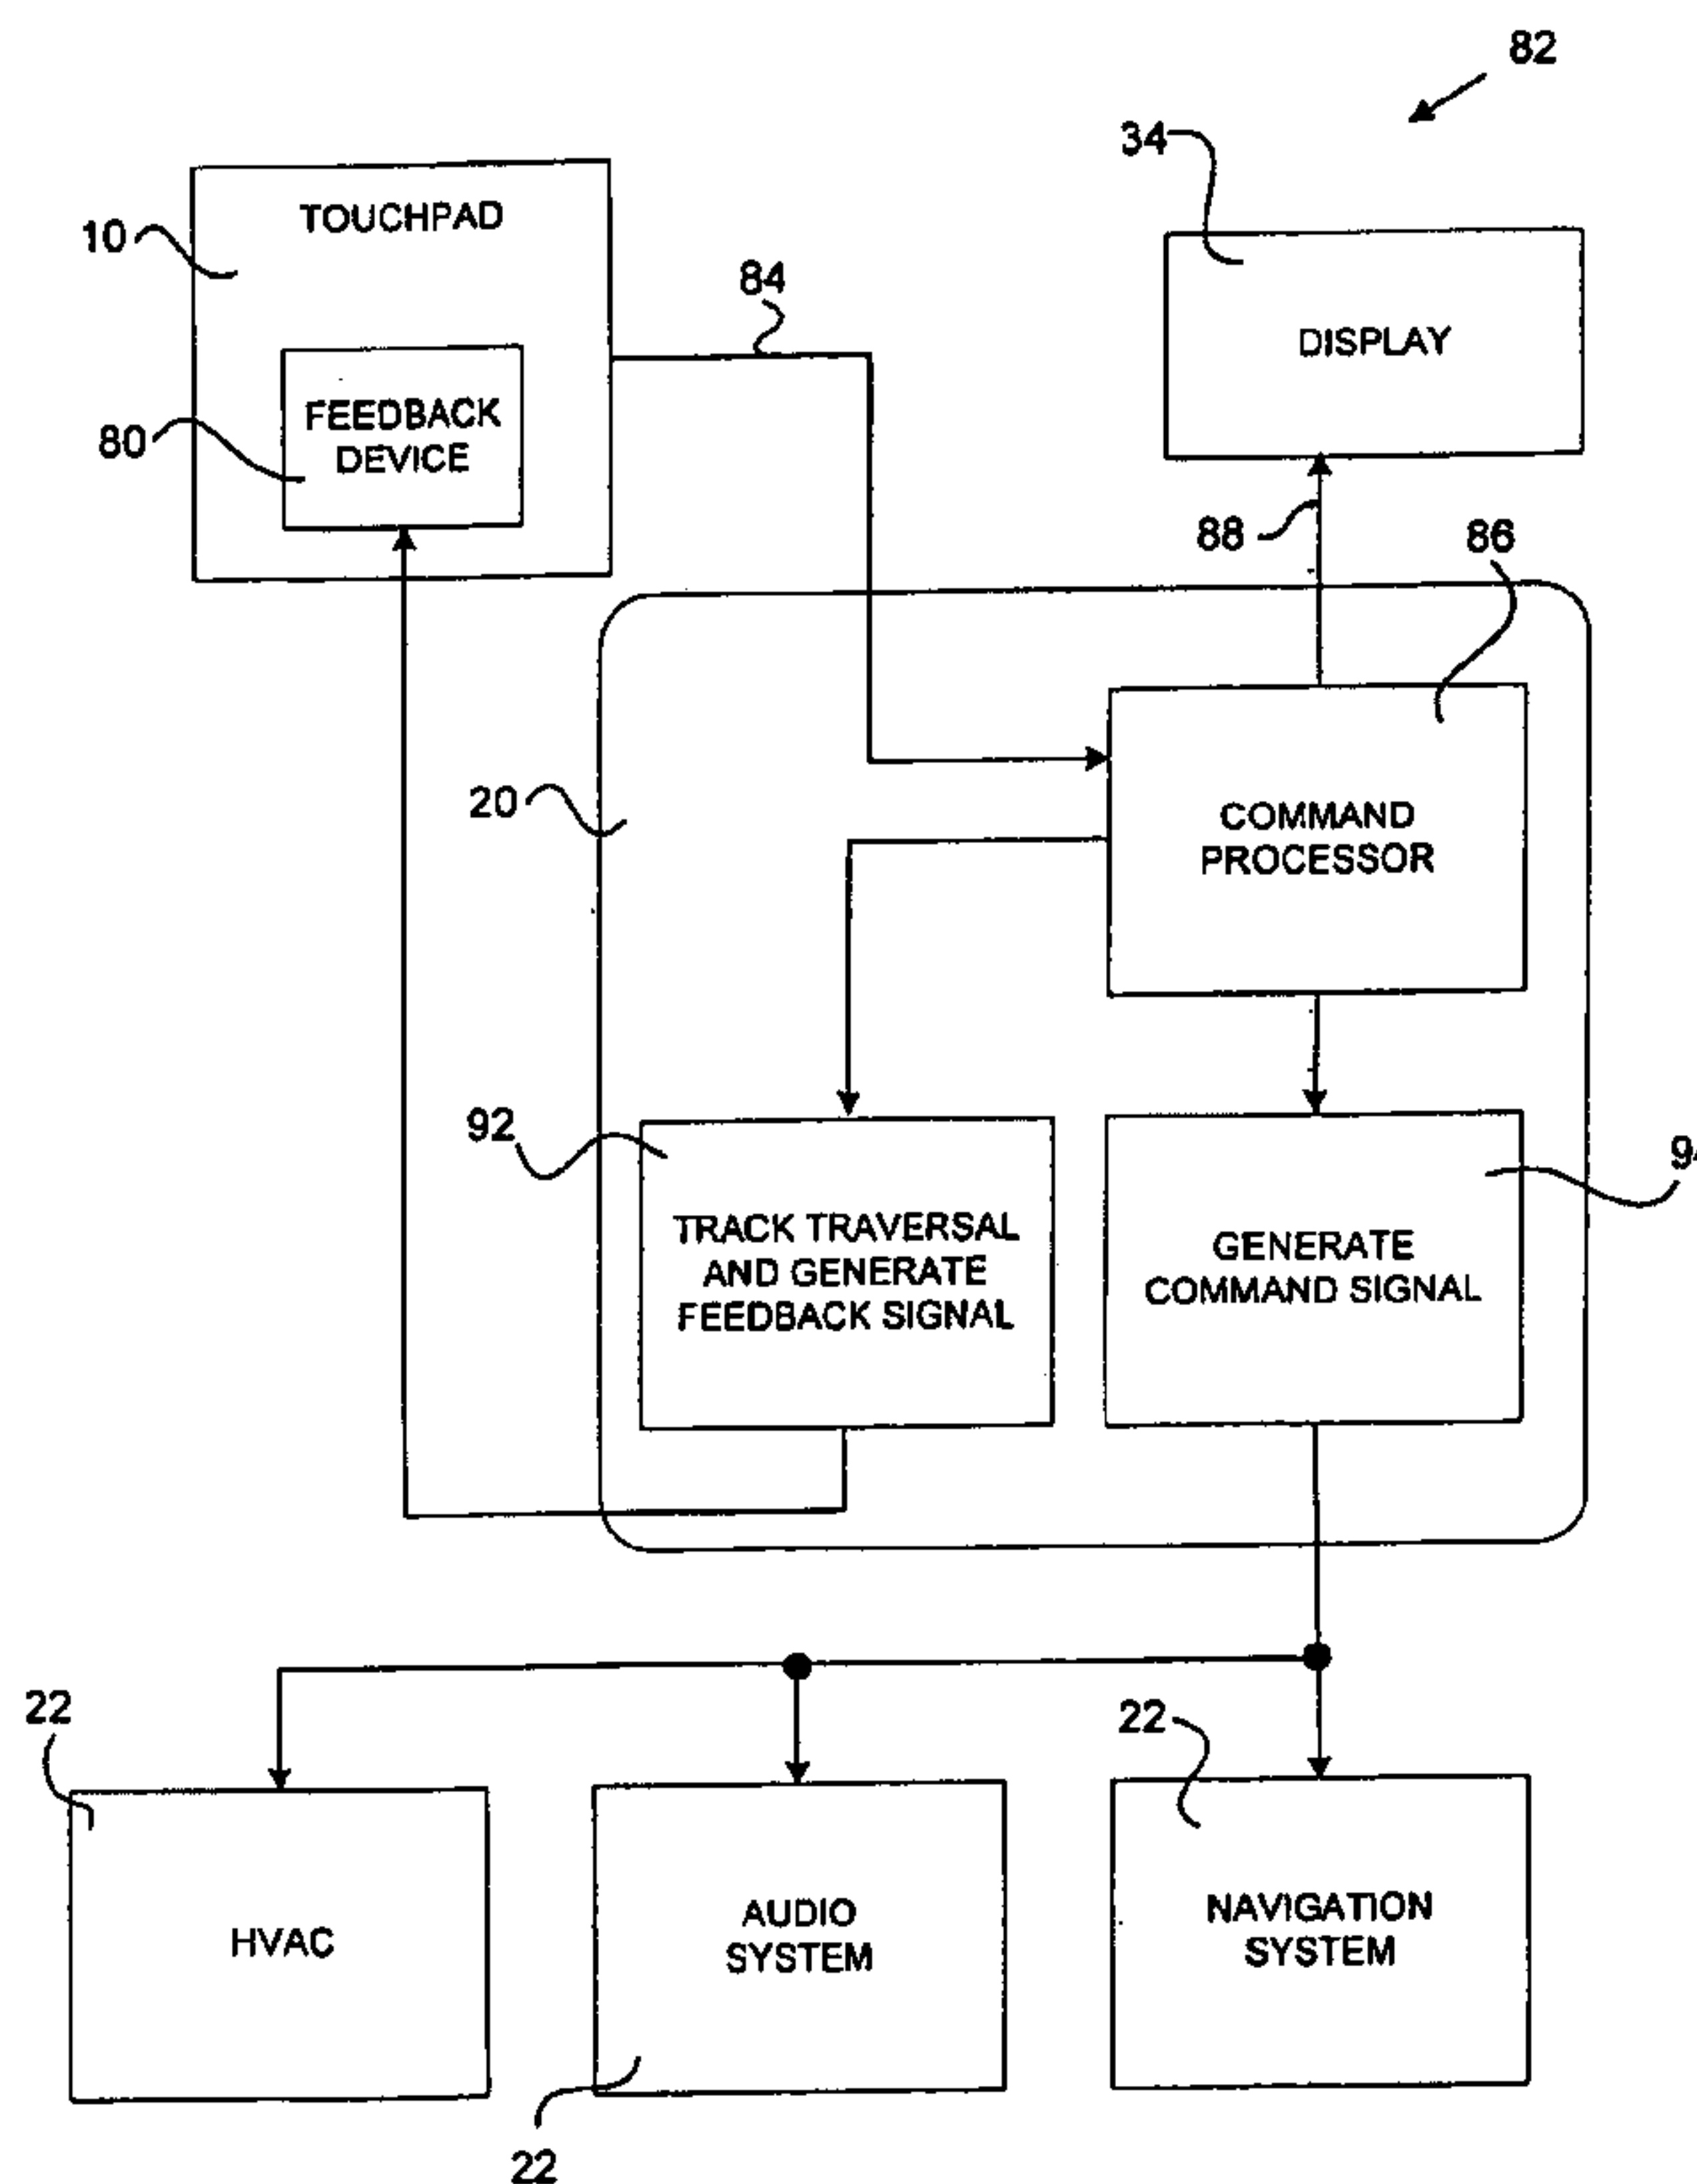 82
34
TOUCHPAD
10
84
DISPLAY
FEEDBACK
DEVICE
80
88
86
20
COMMAND
PROCESSOR
92
TRACK TRAVERSAL
AND GENERATE
FEEDBACK SIGNAL
GENERATE
COMMAND SIGNAL
22
22
HVAC
AUDIO
SYSTEM
NAVIGATION
SYSTEM
22